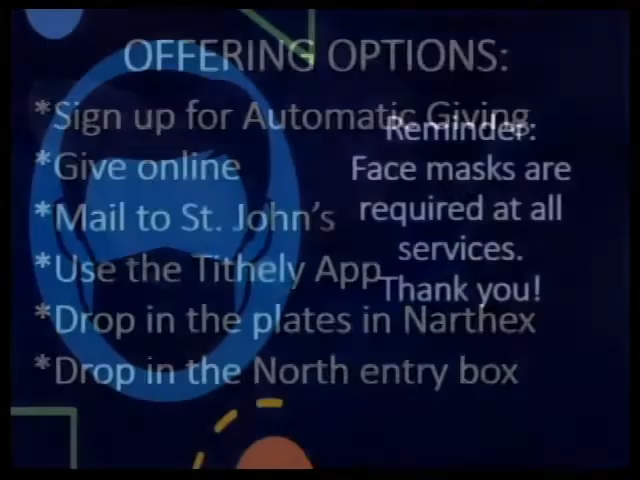 OFFERING OPTIONS:
*Sign up for Automatic Giving
*Give online
*Mail to St. John's
*Use the Tithely App
*Drop in the plates in Narthex
*Drop in the North entry box
Reminder:
Face masks are
required at all
services.
Thank you!